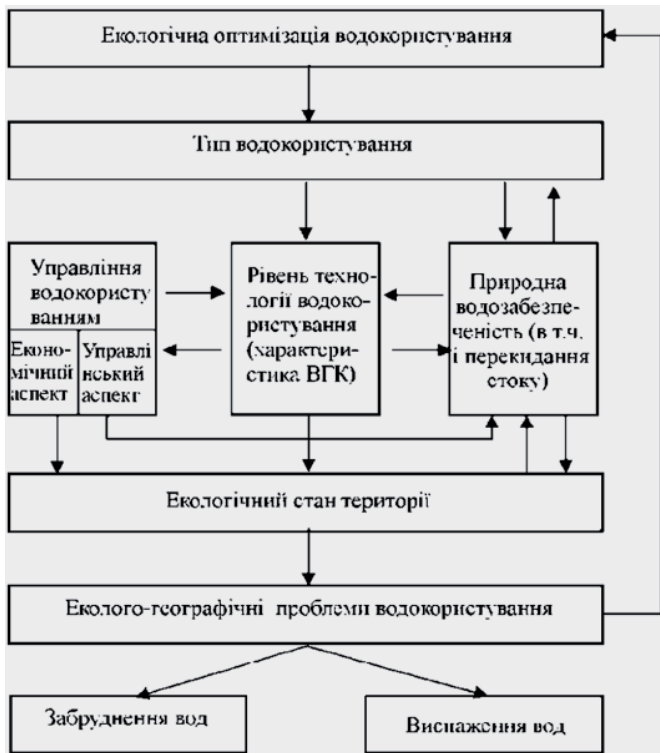 Екологічна оптимізація водокористування
Тип водокористування
Управління
водокористу
ванням
Еконо-
мічний
аспект
Управлі
нський
аспект
Рівень техно-
логії водоко-
ристування
(характери-
стика ВГК)
Природна
водозабезпе-
ченість (в т.ч.
і перекидання
стоку)
Екологічний стан території
Еколого-географічні проблеми водокористування
Забруднення вод
Виснаження вод